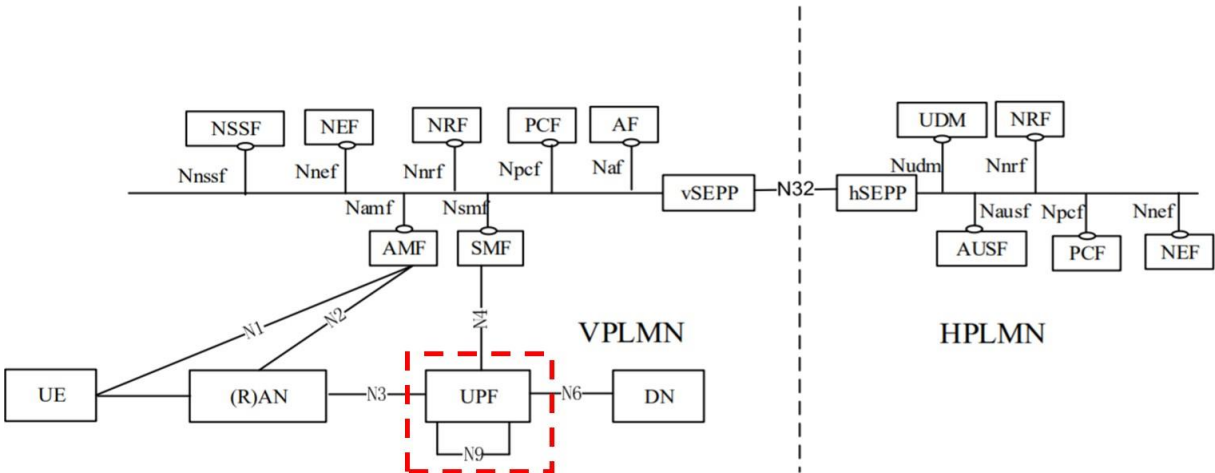 NSSF
NEF
NRF
PCF
AF
UDM
NRF
Nnssf
Nnef
Nnrf
Npcf
Naf
Nudm
Nnrf
vSEPP
N32
hSEPP
Namf
Nsmf
Nausf
Npcf
Nnef
AMF
SMF
AUSF
PCF
NEF
N1
N2
N4
VPLMN
HPLMN
UE
(R)AN
N3
UPF
N6
DN
N9